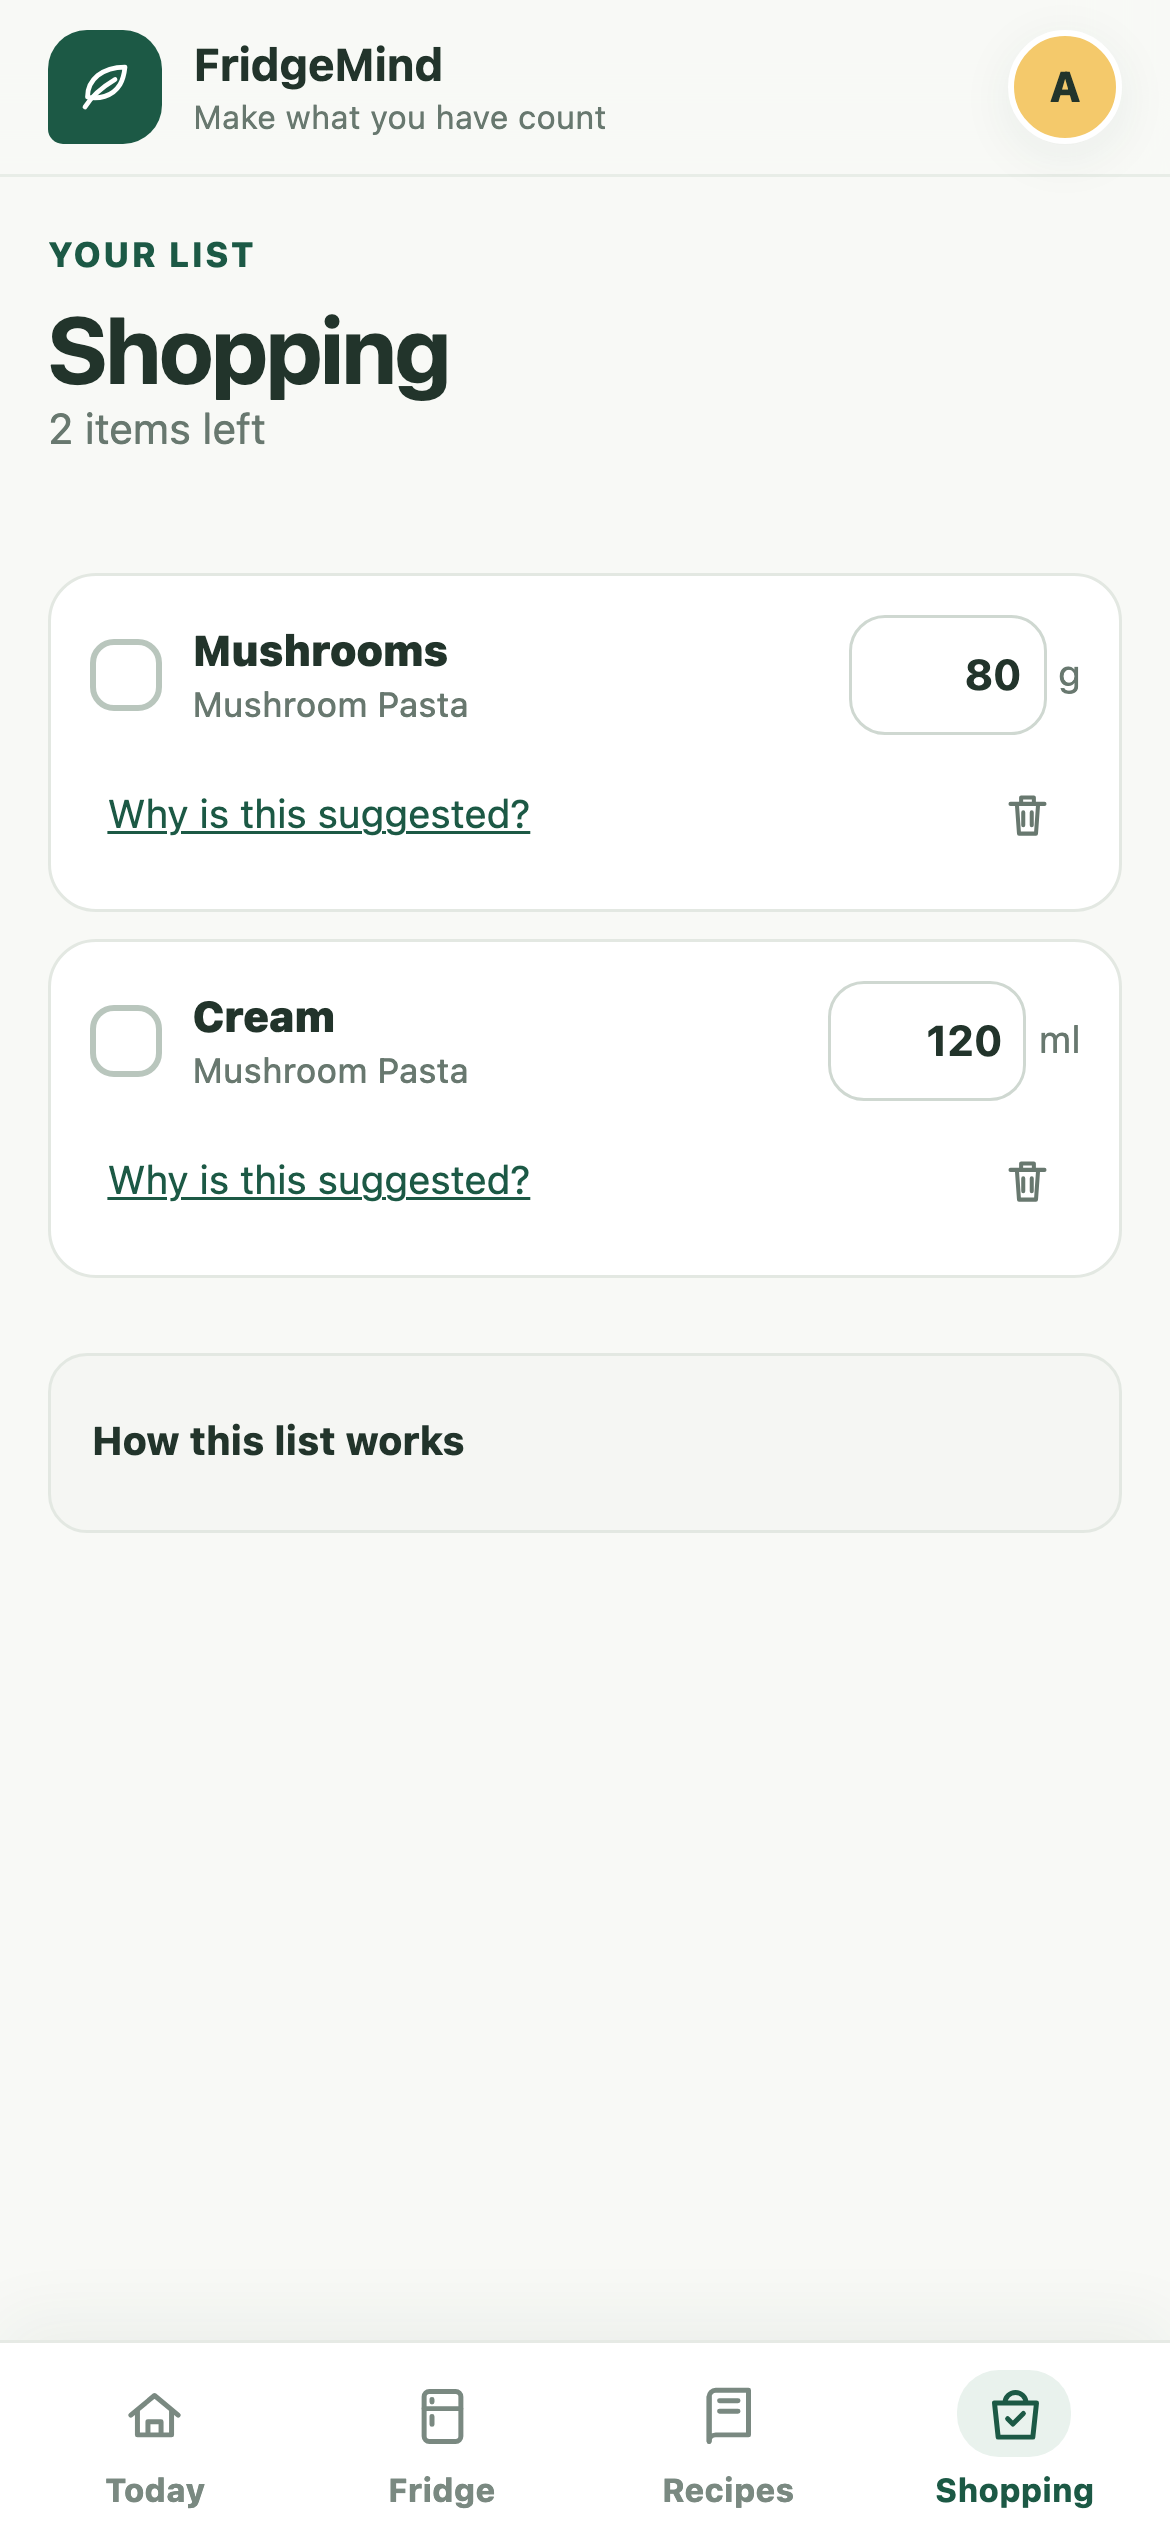 FridgeMind
Make what you have count
A
YOUR LIST
Shopping
2 items left
Mushrooms
Mushroom Pasta
80 g
Why is this suggested?
Cream
Mushroom Pasta
120 ml
Why is this suggested?
How this list works
Today
Fridge
Recipes
Shopping